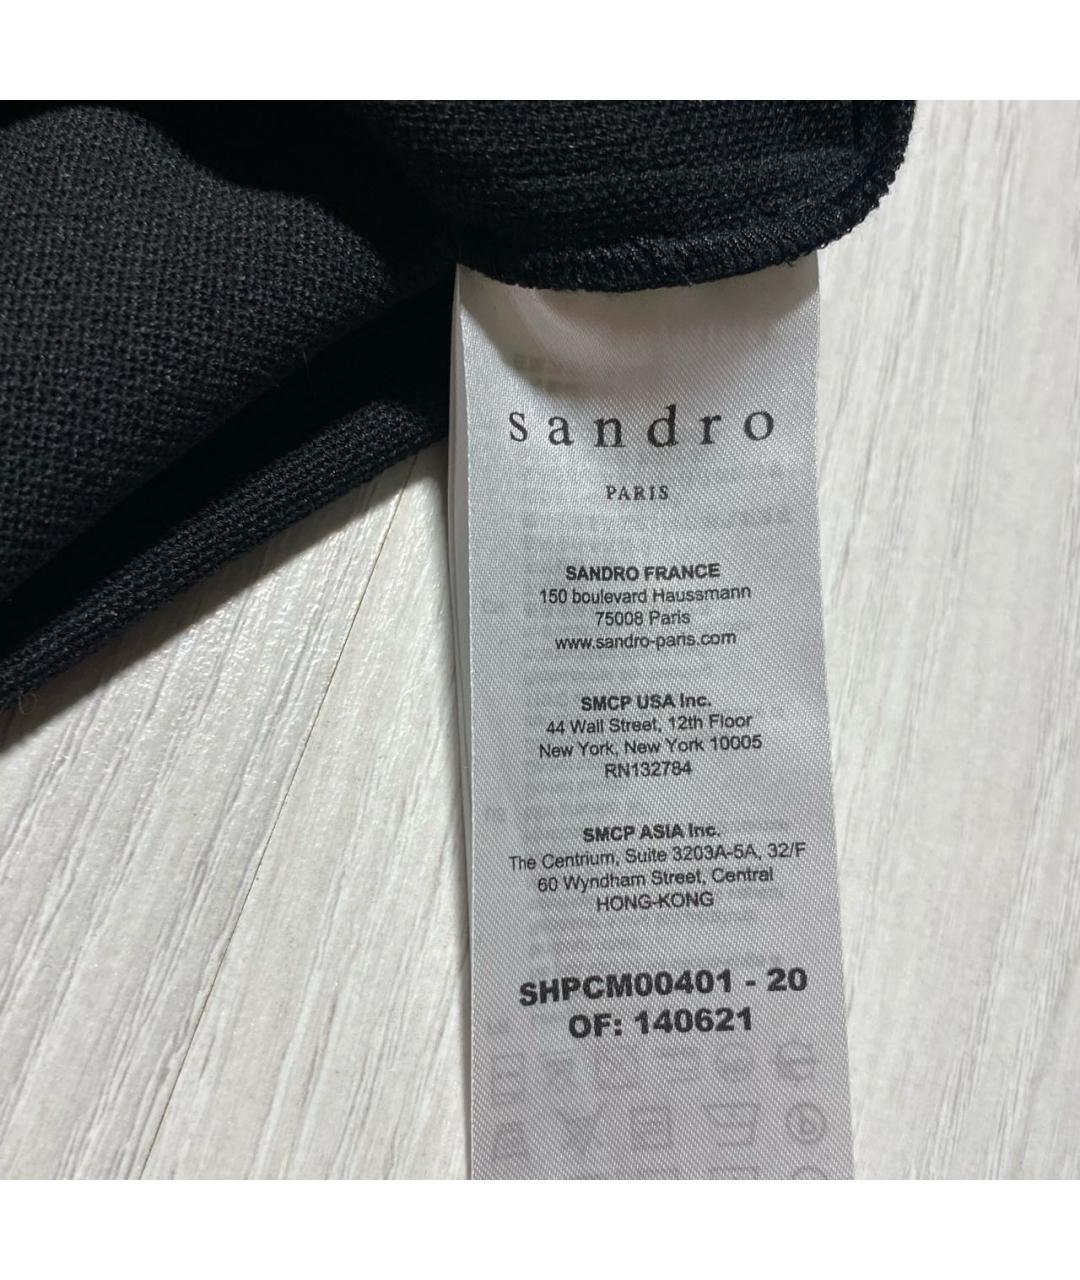 sandro
PARIS
SANDRO FRANCE
150 boulevard Haussmann
75008 Paris
www.sandro-paris.com
SMCP USA Inc.
44 Wall Street, 12th Floor
New York, New York 10005
RN132784
SMCP ASIA Inc.
The Centrium, Suite 3203A-5A, 32/F
60 Wyndham Street, Central
HONG-KONG
SHPCM00401 - 20
OF: 140621